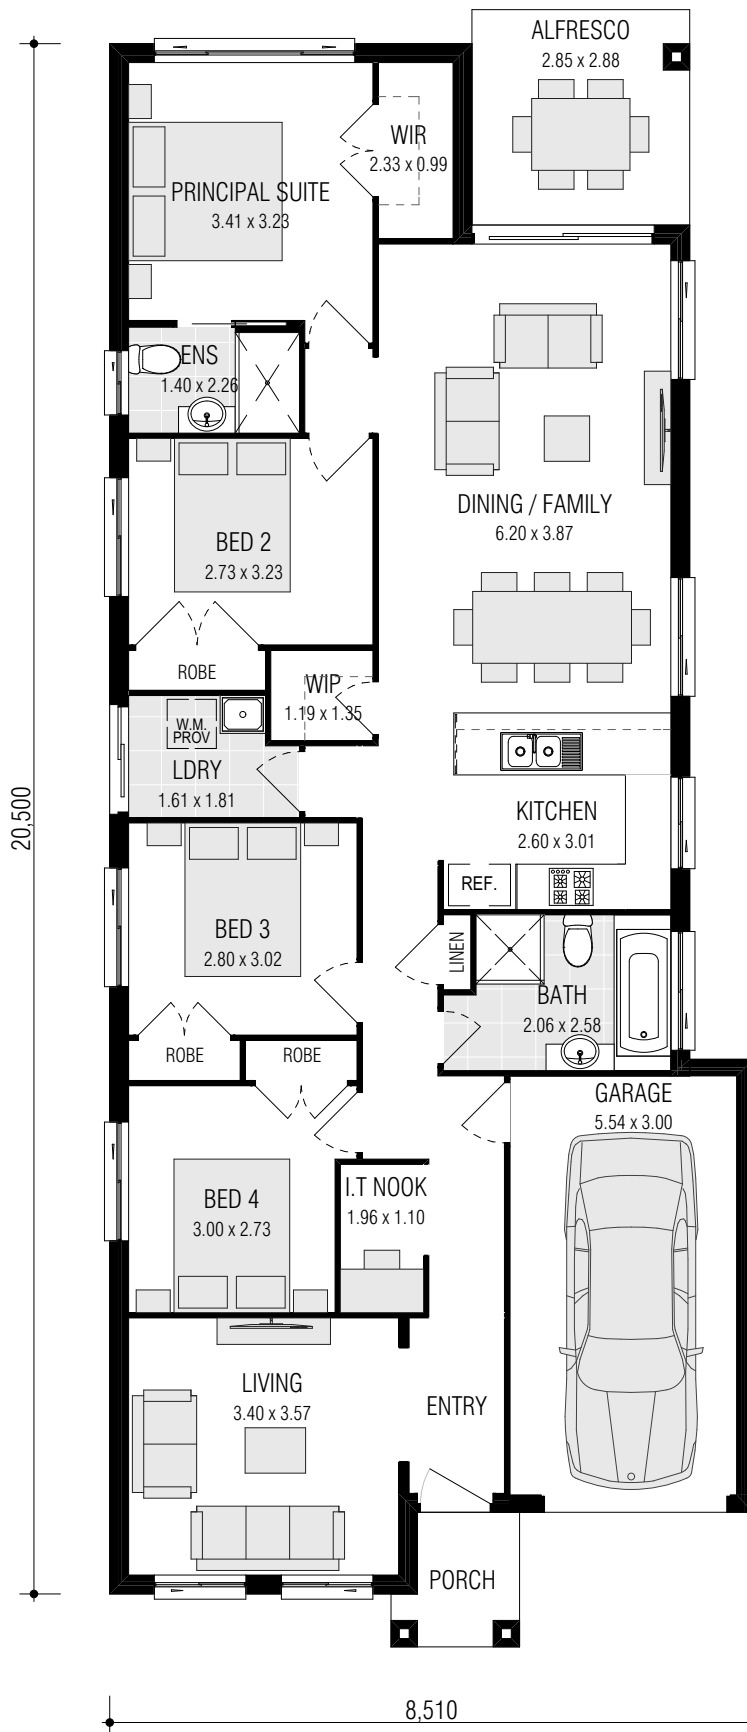 ALFRESCO
2.85 x 2.88
WIR
2.33 x 0.99
PRINCIPAL SUITE
3.41 x 3.23
ENS
1.40 x 2.26
DINING / FAMILY
6.20 x 3.87
BED 2
2.73 x 3.23
ROBE
WIP
1.19 x 1.35
W.M.
PROV
LDRY
1.61 x 1.81
KITCHEN
2.60 x 3.01
20,500
REF.
BED 3
2.80 x 3.02
LINEN
BATH
2.06 x 2.58
ROBE
ROBE
GARAGE
5.54 x 3.00
BED 4
3.00 x 2.73
I.T NOOK
1.96 x 1.10
LIVING
3.40 x 3.57
ENTRY
PORCH
8,510